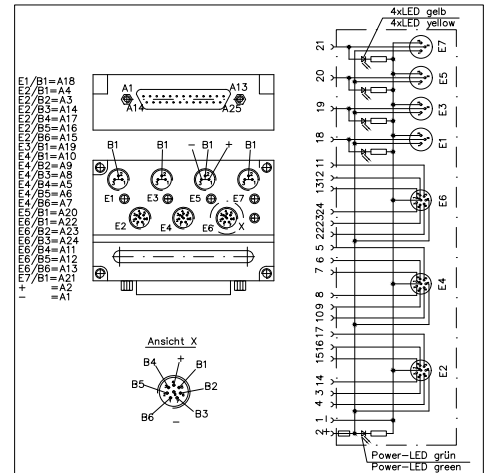 E1/B1=A18
E2/B1=A4
E2/B2=A3
E2/B3=A14
E2/B4=A17
E2/B5=A16
E2/B6=A15
E3/B1=A19
E4/B1=A10
E4/B2=A9
E4/B3=A8
E4/B4=A5
E4/B5=A6
E4/B6=A7
E5/B1=A20
E6/B1=A22
E6/B2=A23
E6/B3=A24
E6/B4=A11
E6/B5=A12
E6/B6=A13
E7/B1=A21
+ =A2
– =A1
A1 A13
A14 A25
B1 B1 – B1 + B1
E1 E3 E5 E7
E2 E4 E6 X
Ansicht X
B4 + B1
B5 B2
B6 B3
–
4xLED gelb
4xLED yellow
21 E7
20 E5
19 E3
18 E1
11
12
13 E6
24
23
22
5
6
7 E4
8
9
10
17
16
15 E2
14
3
4
1 –
2 +
Power-LED grün
Power-LED green